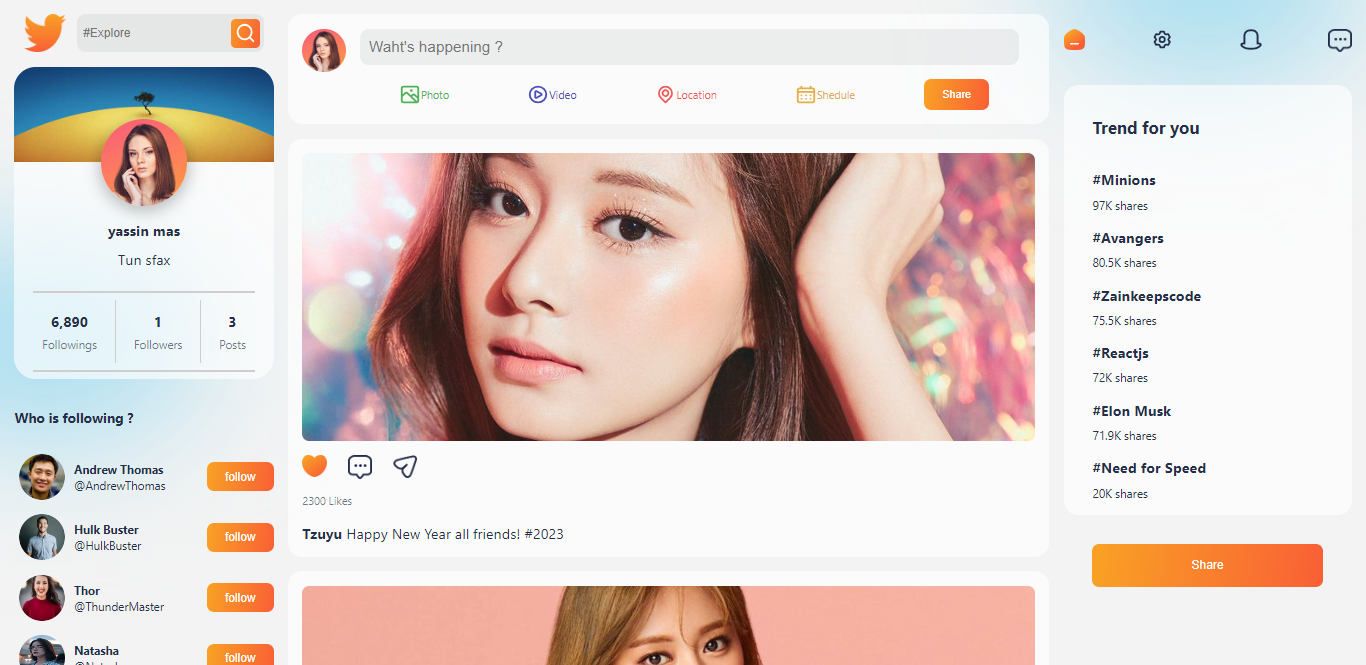 #Explore
yassin mas
Tun sfax
6,890
Followings
1
Followers
3
Posts
Who is following ?
Andrew Thomas
@AndrewThomas
follow
Hulk Buster
@HulkBuster
follow
Thor
@ThunderMaster
follow
Natasha
follow
Waht's happening ?
Photo
Video
Location
Shedule
Share
2300 Likes
Tzuyu Happy New Year all friends! #2023
Trend for you
#Minions
97K shares
#Avangers
80.5K shares
#Zainkeepscode
75.5K shares
#Reactjs
72K shares
#Elon Musk
71.9K shares
#Need for Speed
20K shares
Share